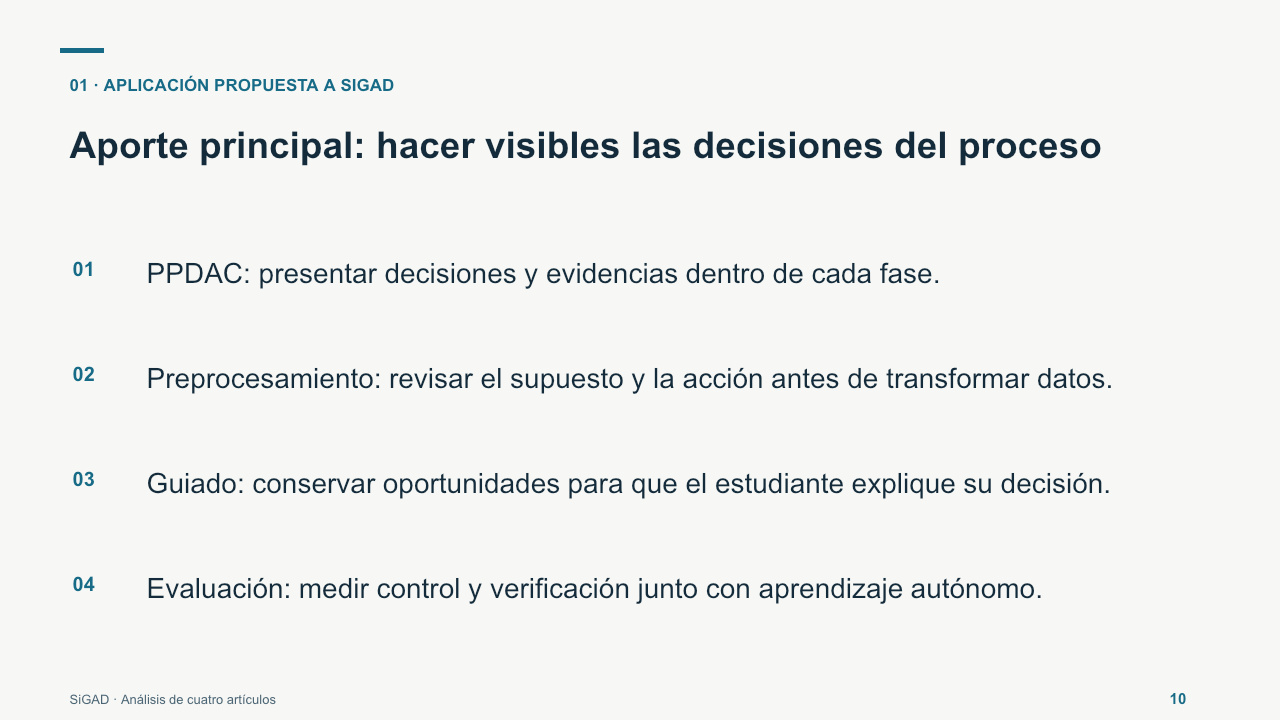 01 · APLICACIÓN PROPUESTA A SIGAD
Aporte principal: hacer visibles las decisiones del proceso
01 PPDAC: presentar decisiones y evidencias dentro de cada fase.
02 Preprocesamiento: revisar el supuesto y la acción antes de transformar datos.
03 Guiado: conservar oportunidades para que el estudiante explique su decisión.
04 Evaluación: medir control y verificación junto con aprendizaje autónomo.
SiGAD · Análisis de cuatro artículos 10